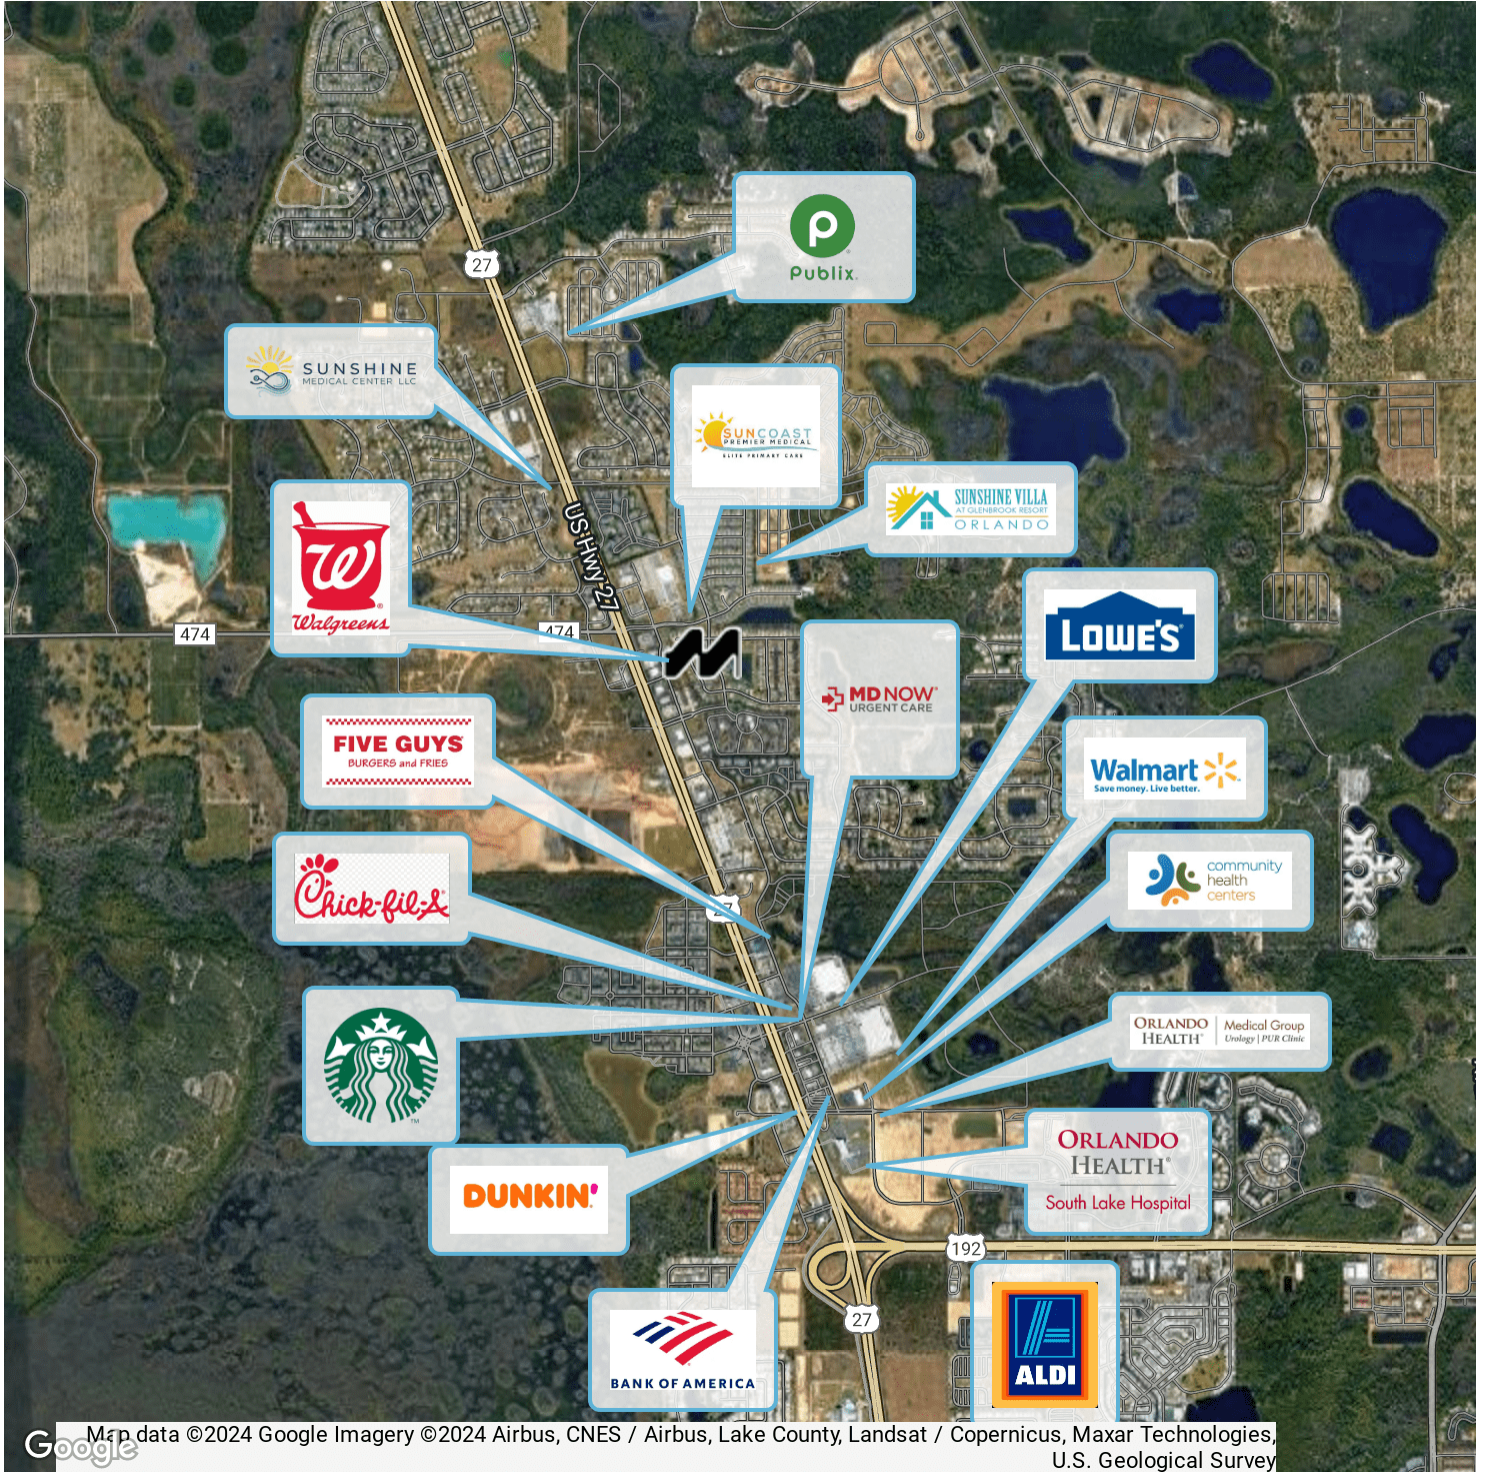 Publix.
27
SUNSHINE
MEDICAL CENTER LLC
SUNCOAST
PREMIER MEDICAL
ELITE PRIMARY CARE
SUNSHINE VILLA
AT GLENBROOK RESORT
ORLANDO
US Hwy 27
W
Walgreens
474
474
LOWE'S
MD NOW
URGENT CARE
FIVE GUYS
BURGERS and FRIES
Walmart
Save money. Live better.
Chick-fil-A
community
health
centers
27
ORLANDO
HEALTH
Medical Group
Urology | PUR Clinic
ORLANDO
HEALTH
South Lake Hospital
DUNKIN'
192
27
BANK OF AMERICA
ALDI
Google
Map data ©2024 Google Imagery ©2024 Airbus, CNES / Airbus, Lake County, Landsat / Copernicus, Maxar Technologies,
U.S. Geological Survey